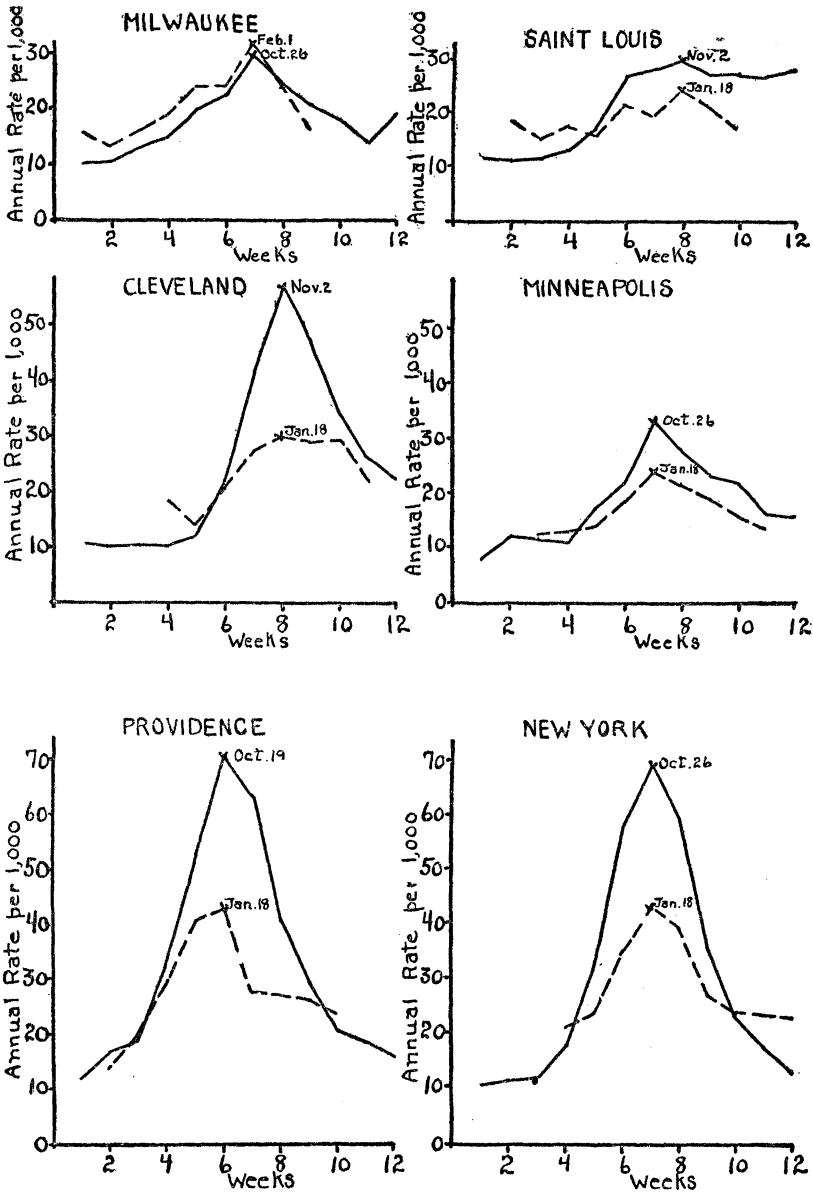 MILWAUKEE
Annual Rate per 1,000
30
20
10
0
Feb.1
Oct.26
2 4 6 8 10 12
Weeks
SAINT LOUIS
Annual Rate per 1,000
30
20
10
Nov.2
Jan.18
2 4 6 8 10 12
Weeks
CLEVELAND
Annual Rate per 1,000
50
40
30
20
10
Nov.2
Jan.18
2 4 6 8 10 12
Weeks
MINNEAPOLIS
Annual Rate per 1,000
50
40
30
20
10
0
Oct.26
Jan.18
2 4 6 8 10 12
Weeks
PROVIDENCE
Annual Rate per 1,000
70
60
50
40
30
20
10
0
Oct.19
Jan.18
2 4 6 8 10 12
Weeks
NEW YORK
Annual Rate per 1,000
70
60
50
40
30
20
10
0
Oct.26
Jan.18
2 4 6 8 10 12
Weeks